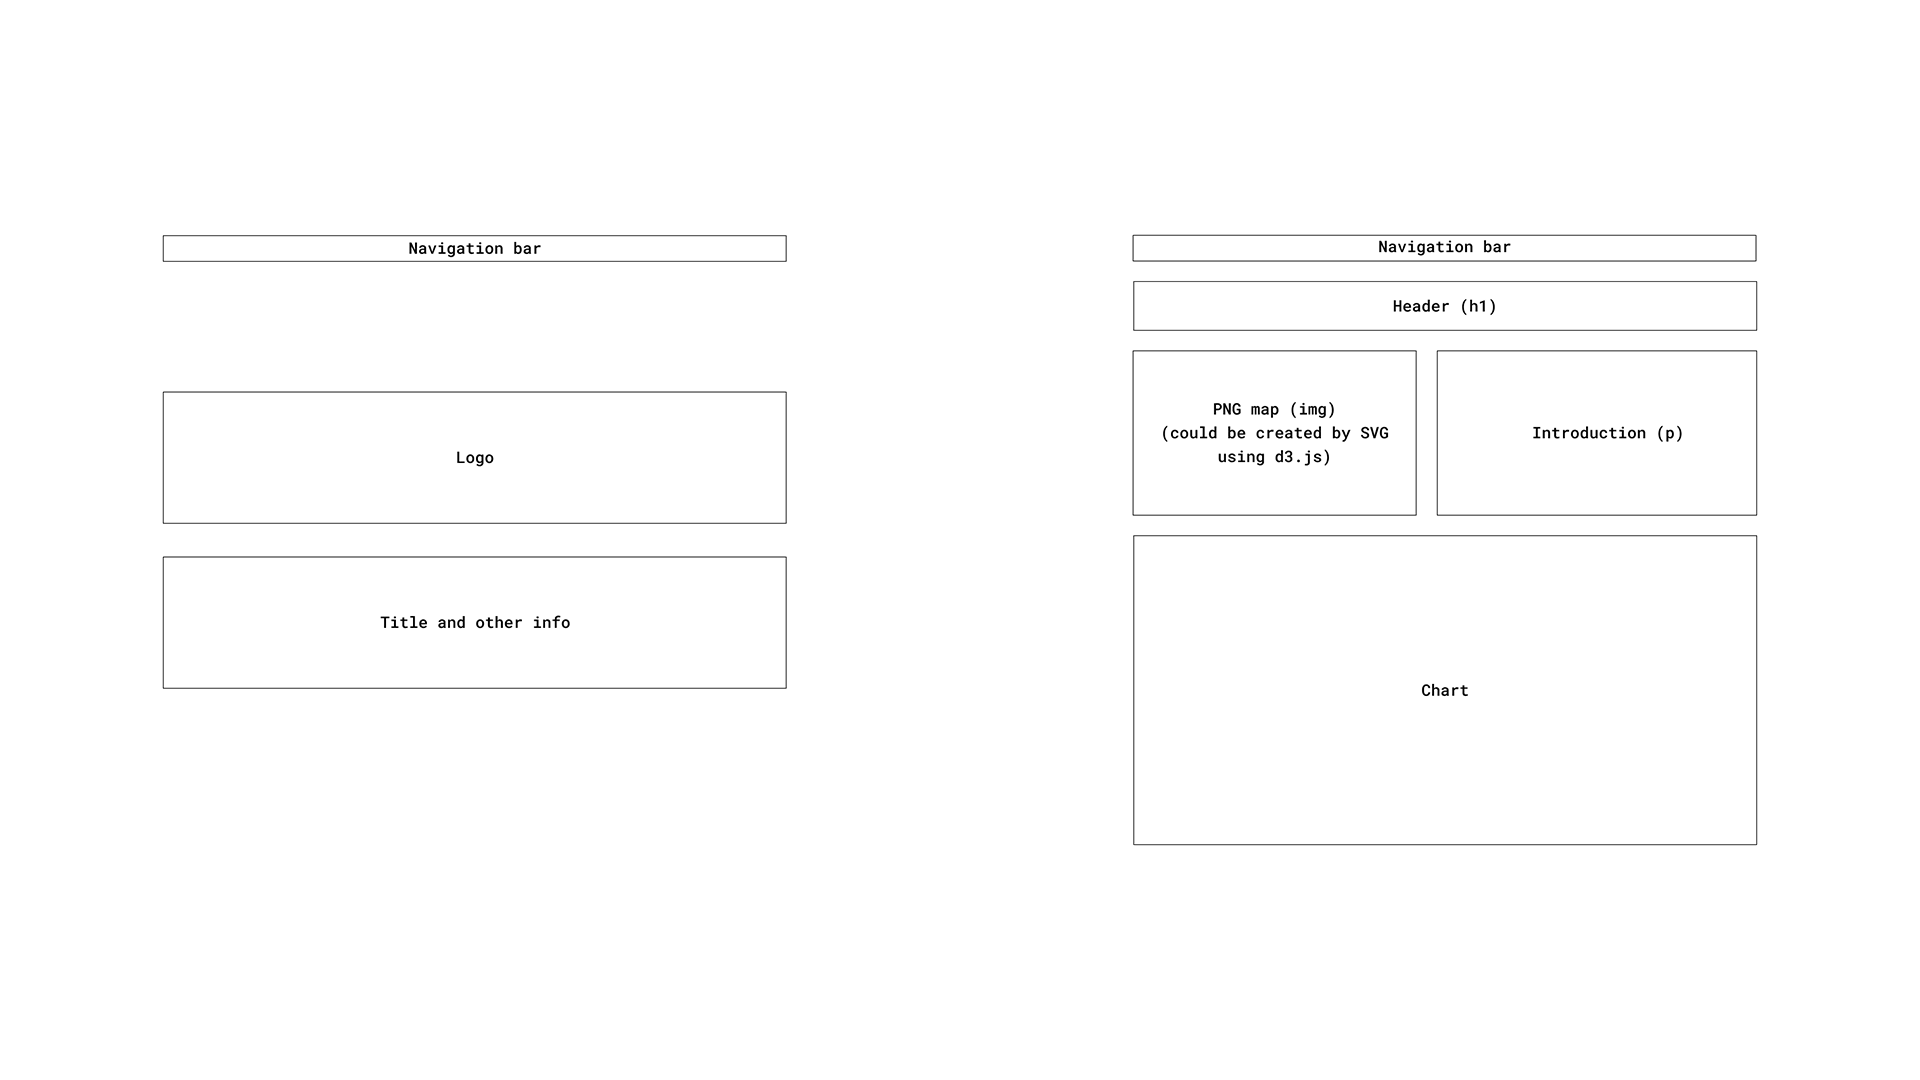 Navigation bar
Logo
Title and other info
Navigation bar
Header (h1)
PNG map (img)
(could be created by SVG
using d3.js)
Introduction (p)
Chart